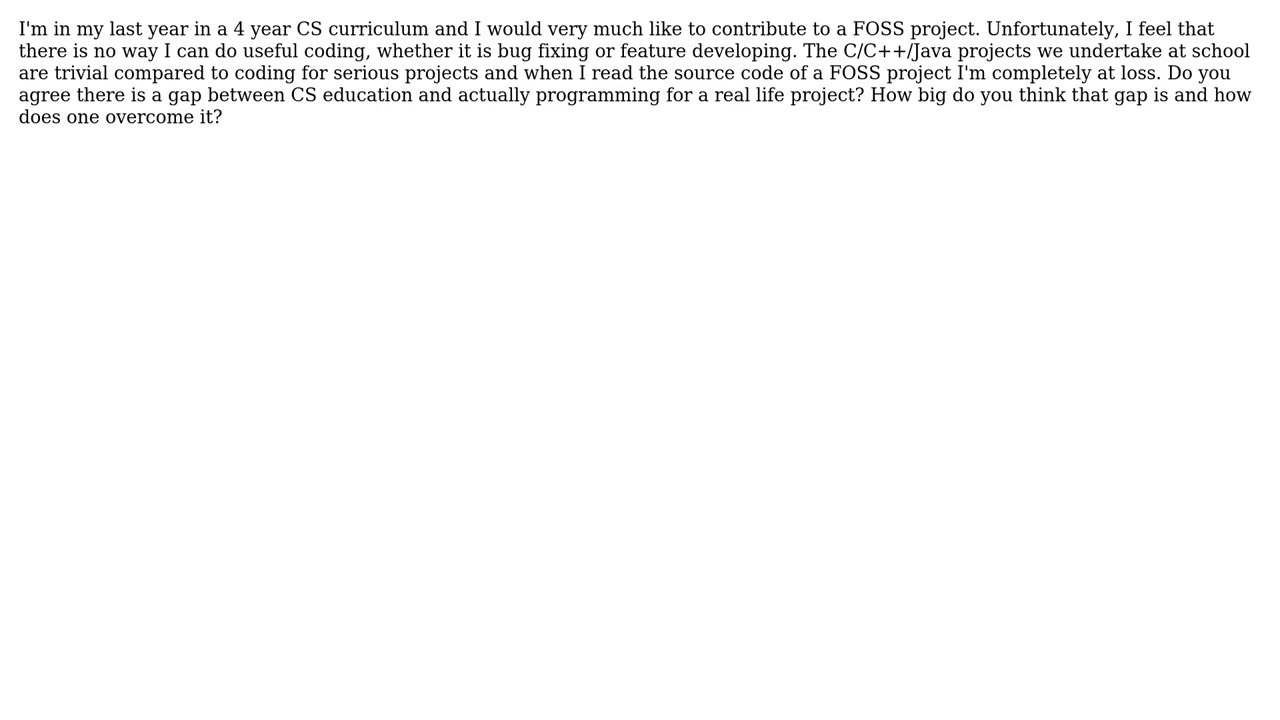 I'm in my last year in a 4 year CS curriculum and I would very much like to contribute to a FOSS project. Unfortunately, I feel that
there is no way I can do useful coding, whether it is bug fixing or feature developing. The C/C++/Java projects we undertake at school
are trivial compared to coding for serious projects and when I read the source code of a FOSS project I'm completely at loss. Do you
agree there is a gap between CS education and actually programming for a real life project? How big do you think that gap is and how
does one overcome it?